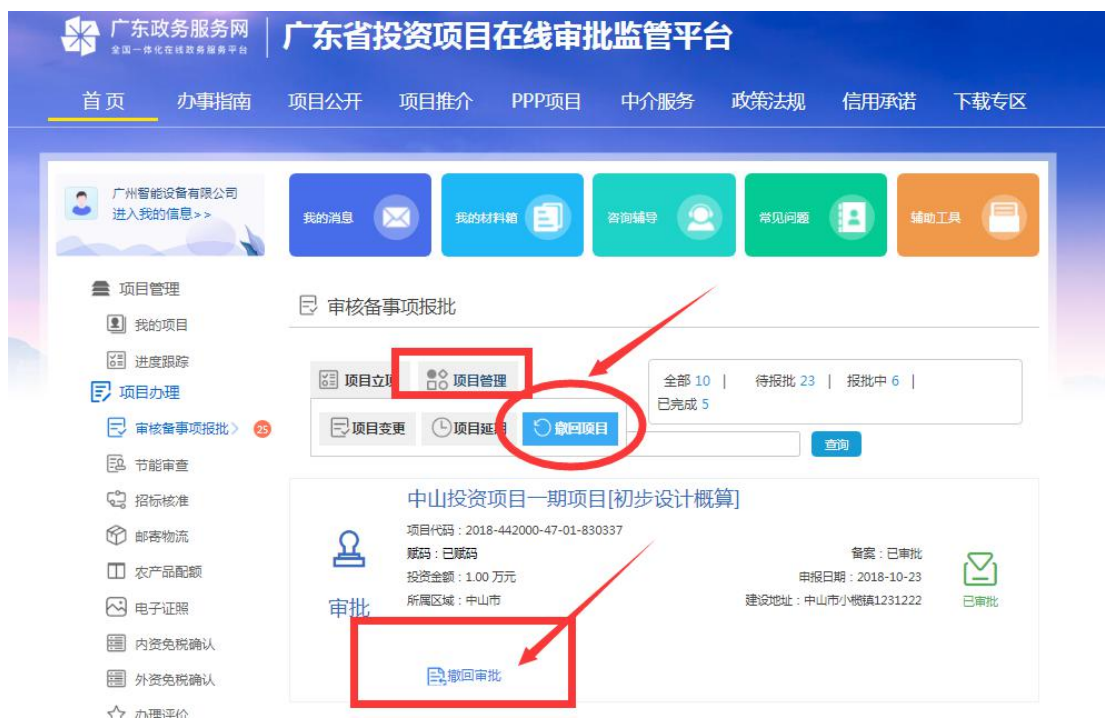 广东政务服务网
全国一体化在线政务服务平台
广东省投资项目在线审批监管平台
首页 办事指南 项目公开 项目推介 PPP项目 中介服务 政策法规 信用承诺 下载专区
广州智能设备有限公司
进入我的信息>>
我的消息 我的材料箱 咨询辅导 常见问题 辅助工具
项目管理
我的项目
进度跟踪
项目办理
审核备事项报批 > 25
节能审查
招标核准
邮寄物流
农产品配额
电子证照
内资免税确认
外资免税确认
办理评价
审核备事项报批
项目立项 项目管理
全部 10 | 待报批 23 | 报批中 6 |
已完成 5
项目变更 项目延期 撤回项目
查询
中山投资项目一期项目[初步设计概算]
项目代码：2018-442000-47-01-830337
赋码：已赋码 备案：已审批
投资金额：1.00 万元 申报日期：2018-10-23
所属区域：中山市 建设地址：中山市小榄镇1231222
审批
已审批
撤回审批